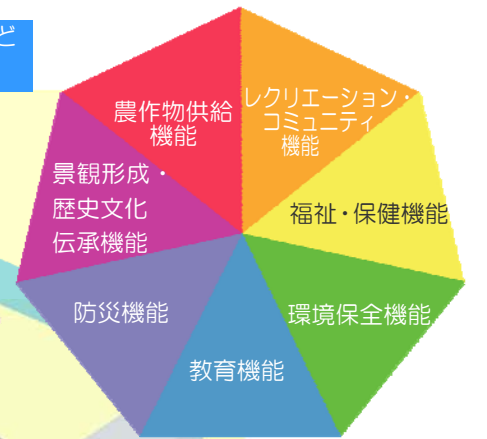 ど
農作物供給
機能
レクリエーション・
コミュニティ
機能
福祉・保健機能
環境保全機能
教育機能
防災機能
景観形成・
歴史文化
伝承機能